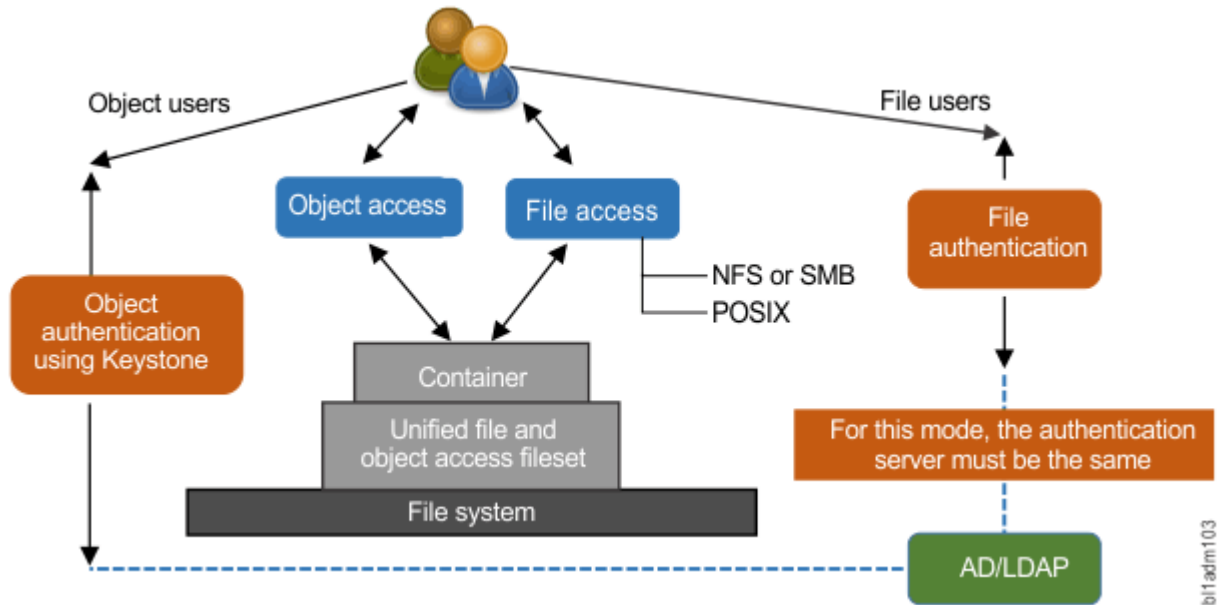 Object users
File users
Object access
File access
File
authentication
NFS or SMB
POSIX
Object
authentication
using Keystone
Container
Unified file and
object access fileset
File system
For this mode, the authentication
server must be the same
AD/LDAP
bl1adm103